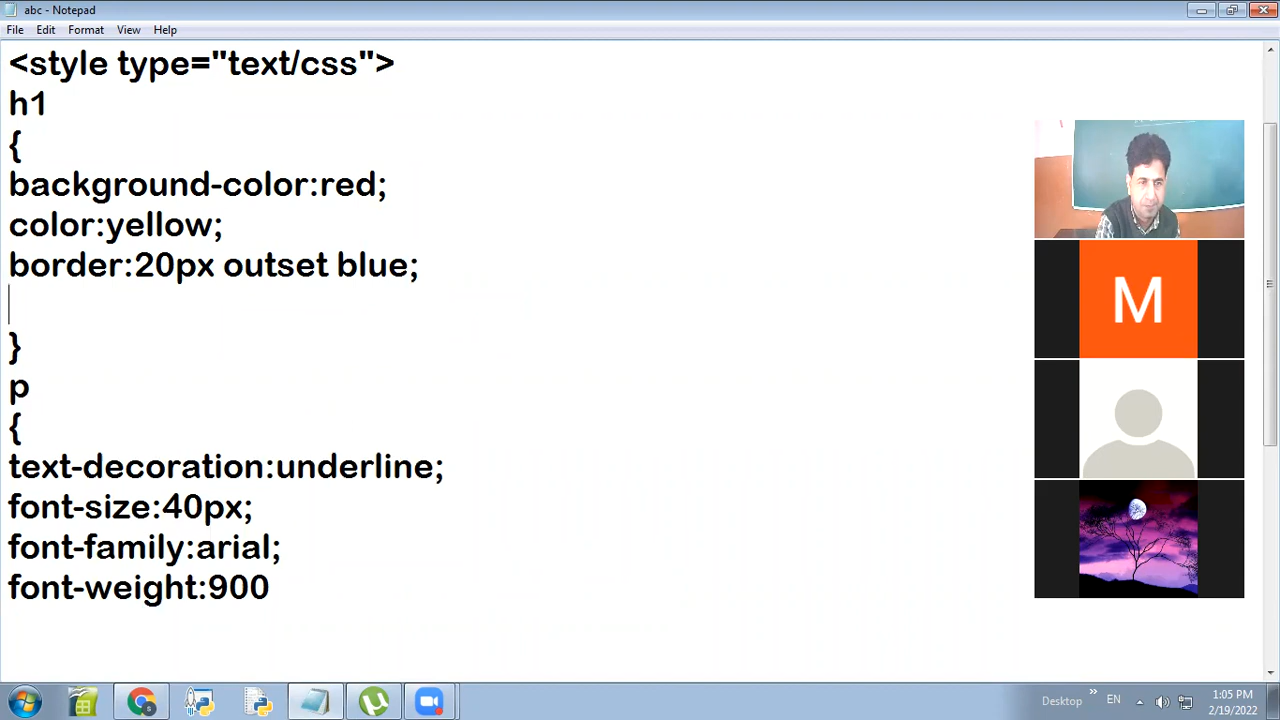 abc - Notepad
File Edit Format View Help
<style type="text/css">
h1
{
background-color:red;
color:yellow;
border:20px outset blue;
}
p
{
text-decoration:underline;
font-size:40px;
font-family:arial;
font-weight:900
M
Desktop » EN 1:05 PM
2/19/2022